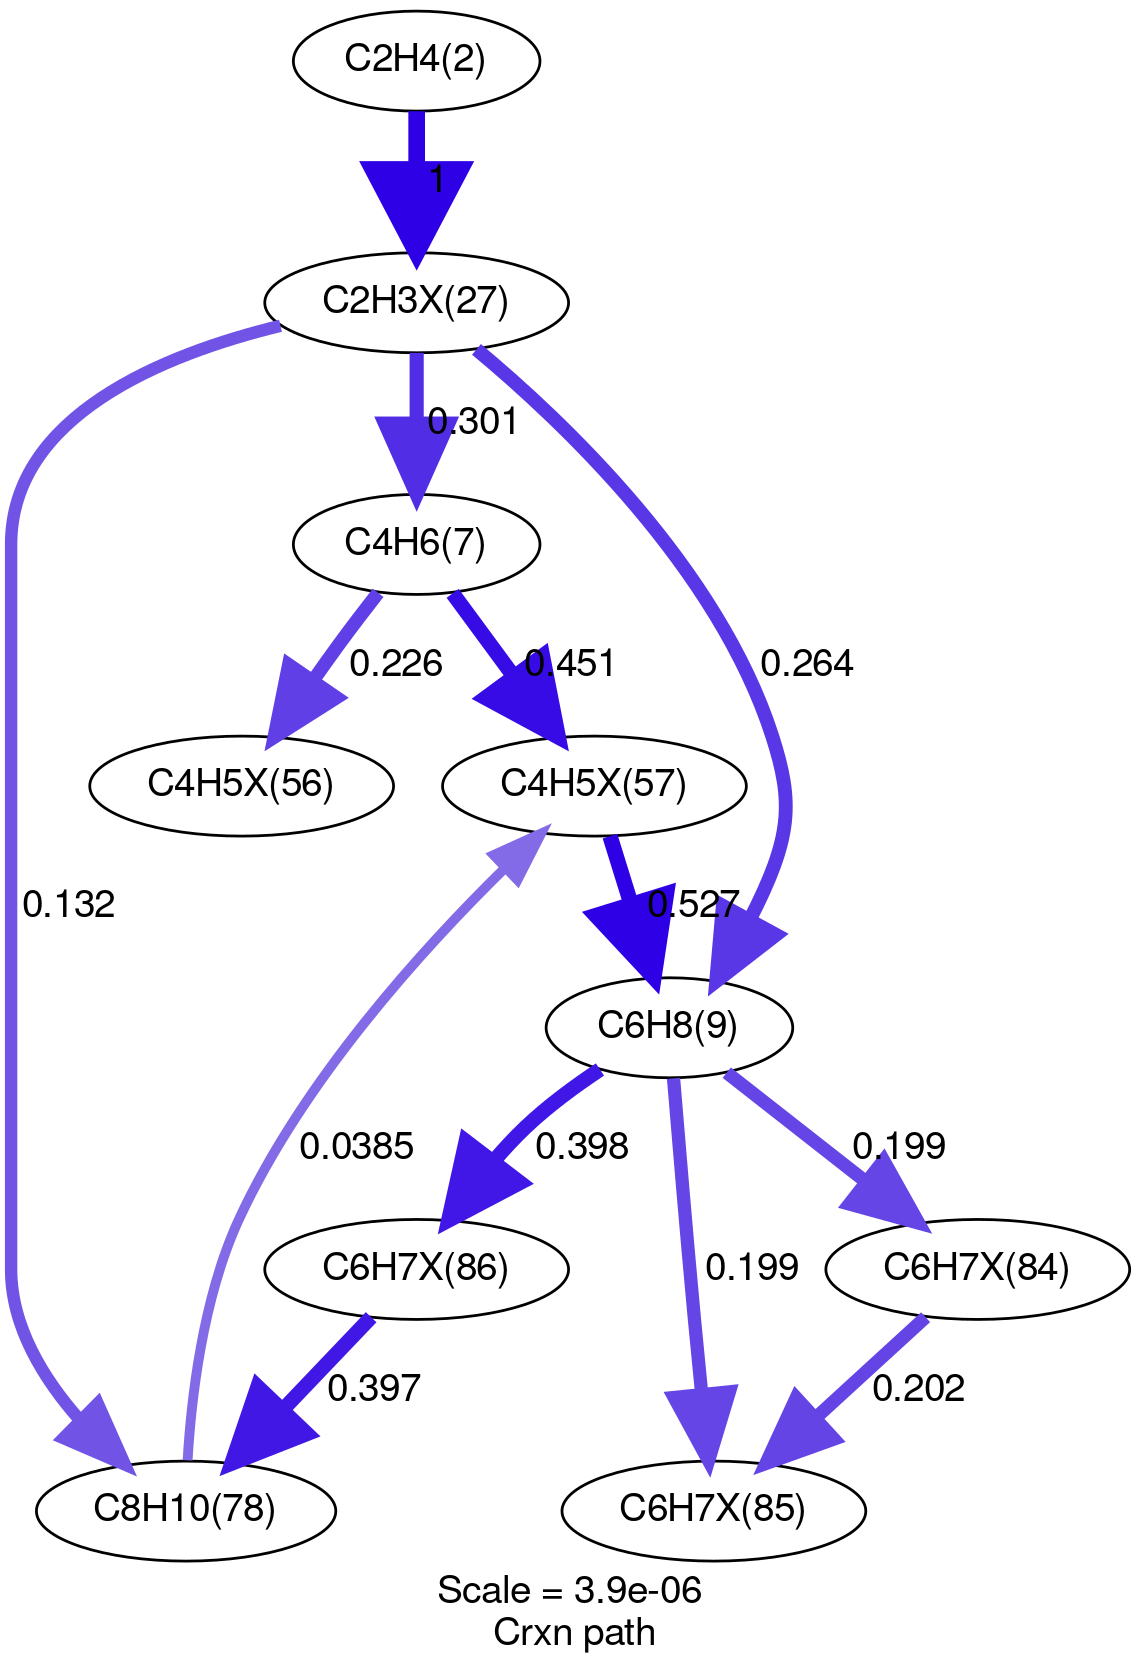 C2H4(2)
1
C2H3X(27)
0.301
C4H6(7)
0.226
0.451
0.264
C4H5X(56)
C4H5X(57)
0.132
0.527
C6H8(9)
0.0385
0.398
0.199
0.199
C6H7X(86)
C6H7X(84)
0.397
0.202
C8H10(78)
C6H7X(85)
Scale = 3.9e-06
Crxn path